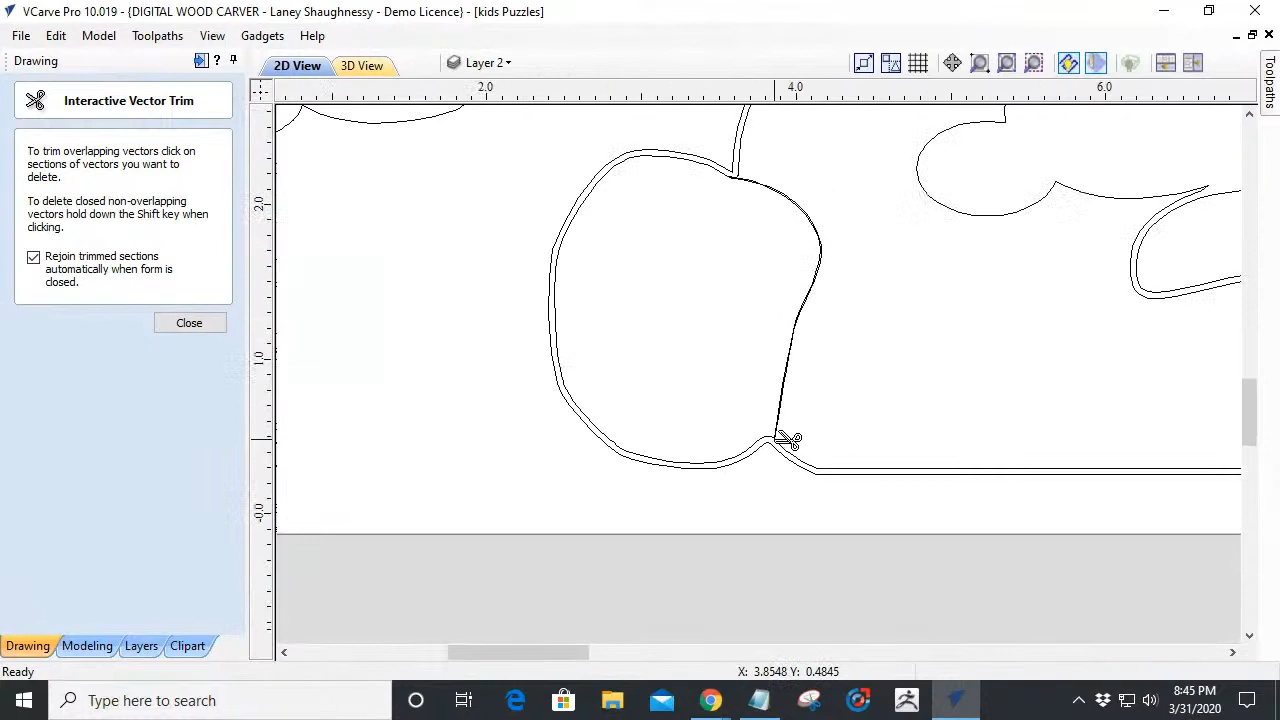 VCarve Pro 10.019 - {DIGITAL WOOD CARVER - Laney Shaughnessy - Demo Licence} - [kids Puzzles]
File Edit Model Toolpaths View Gadgets Help
Drawing
2D View
3D View
Layer 2
Interactive Vector Trim
To trim overlapping vectors click on
sections of vectors you want to
delete.
To delete closed non-overlapping
vectors hold down the Shift key when
clicking.
Rejoin trimmed sections
automatically when form is
closed.
Close
2.0 4.0 6.0
2.0
1.0
-0.0
Toolpaths
Drawing Modeling Layers Clipart
Ready
X: 3.8548 Y: 0.4845
Type here to search
8:45 PM
3/31/2020